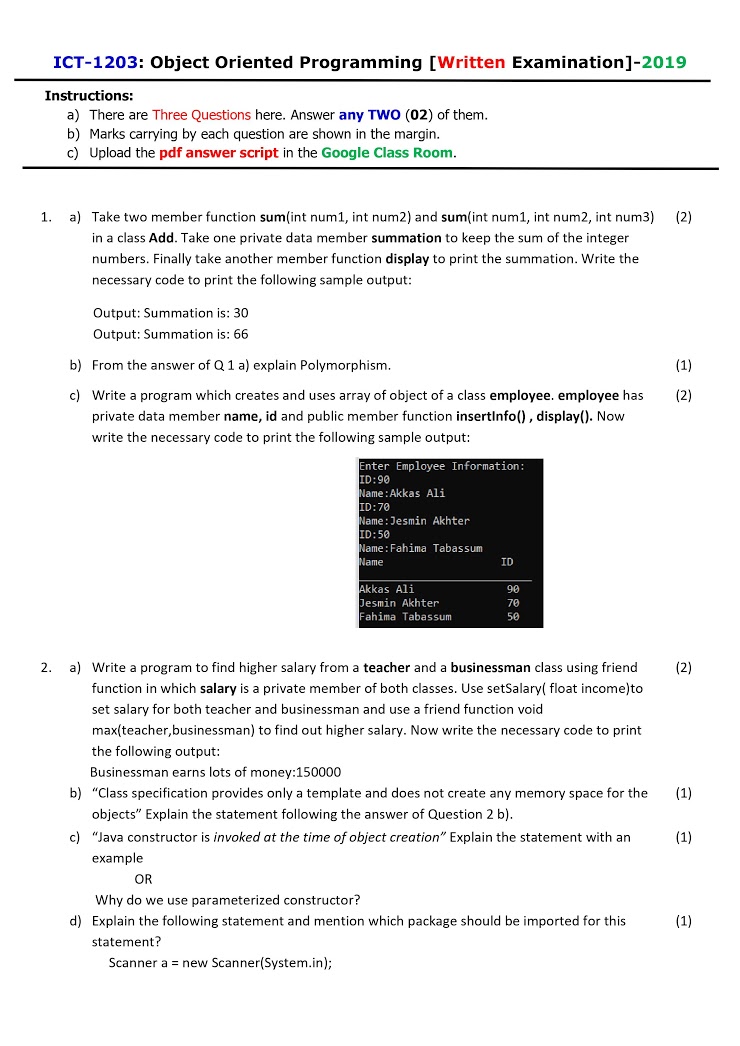 ICT-1203: Object Oriented Programming [Written Examination]-2019
Instructions:
a) There are Three Questions here. Answer any TWO (02) of them.
b) Marks carrying by each question are shown in the margin.
c) Upload the pdf answer script in the Google Class Room.
1. a) Take two member function sum(int num1, int num2) and sum(int num1, int num2, int num3) (2)
in a class Add. Take one private data member summation to keep the sum of the integer
numbers. Finally take another member function display to print the summation. Write the
necessary code to print the following sample output:
Output: Summation is: 30
Output: Summation is: 66
b) From the answer of Q 1 a) explain Polymorphism. (1)
c) Write a program which creates and uses array of object of a class employee. employee has (2)
private data member name, id and public member function insertInfo() , display(). Now
write the necessary code to print the following sample output:
Enter Employee Information:
ID:90
Name:Akkas Ali
ID:70
Name:Jesmin Akhter
ID:50
Name:Fahima Tabassum
Name ID
Akkas Ali 90
Jesmin Akhter 70
Fahima Tabassum 50
2. a) Write a program to find higher salary from a teacher and a businessman class using friend (2)
function in which salary is a private member of both classes. Use setSalary( float income)to
set salary for both teacher and businessman and use a friend function void
max(teacher,businessman) to find out higher salary. Now write the necessary code to print
the following output:
Businessman earns lots of money:150000
b) “Class specification provides only a template and does not create any memory space for the (1)
objects” Explain the statement following the answer of Question 2 b).
c) “Java constructor is invoked at the time of object creation” Explain the statement with an (1)
example
OR
Why do we use parameterized constructor?
d) Explain the following statement and mention which package should be imported for this (1)
statement?
Scanner a = new Scanner(System.in);